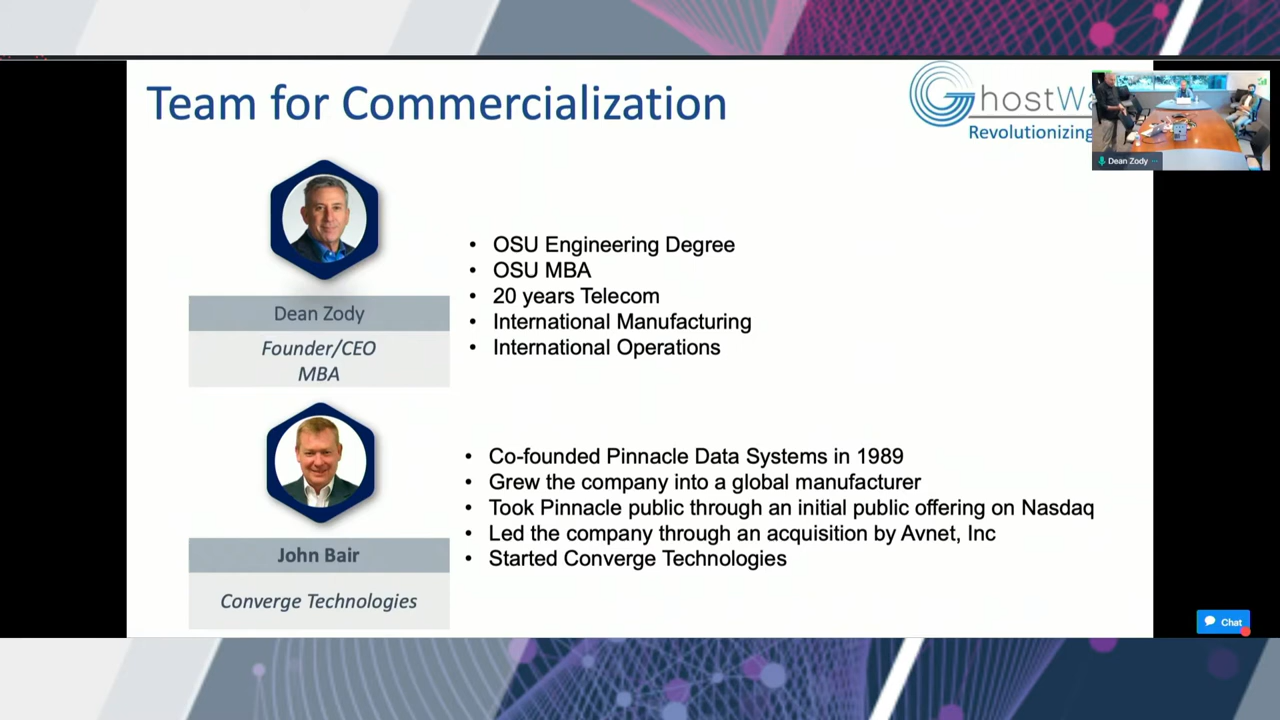 Team for Commercialization
hostWa
Revolutionizing
Dean Zody
Dean Zody
Founder/CEO
MBA
• OSU Engineering Degree
• OSU MBA
• 20 years Telecom
• International Manufacturing
• International Operations
John Bair
Converge Technologies
• Co-founded Pinnacle Data Systems in 1989
• Grew the company into a global manufacturer
• Took Pinnacle public through an initial public offering on Nasdaq
• Led the company through an acquisition by Avnet, Inc
• Started Converge Technologies
Chat